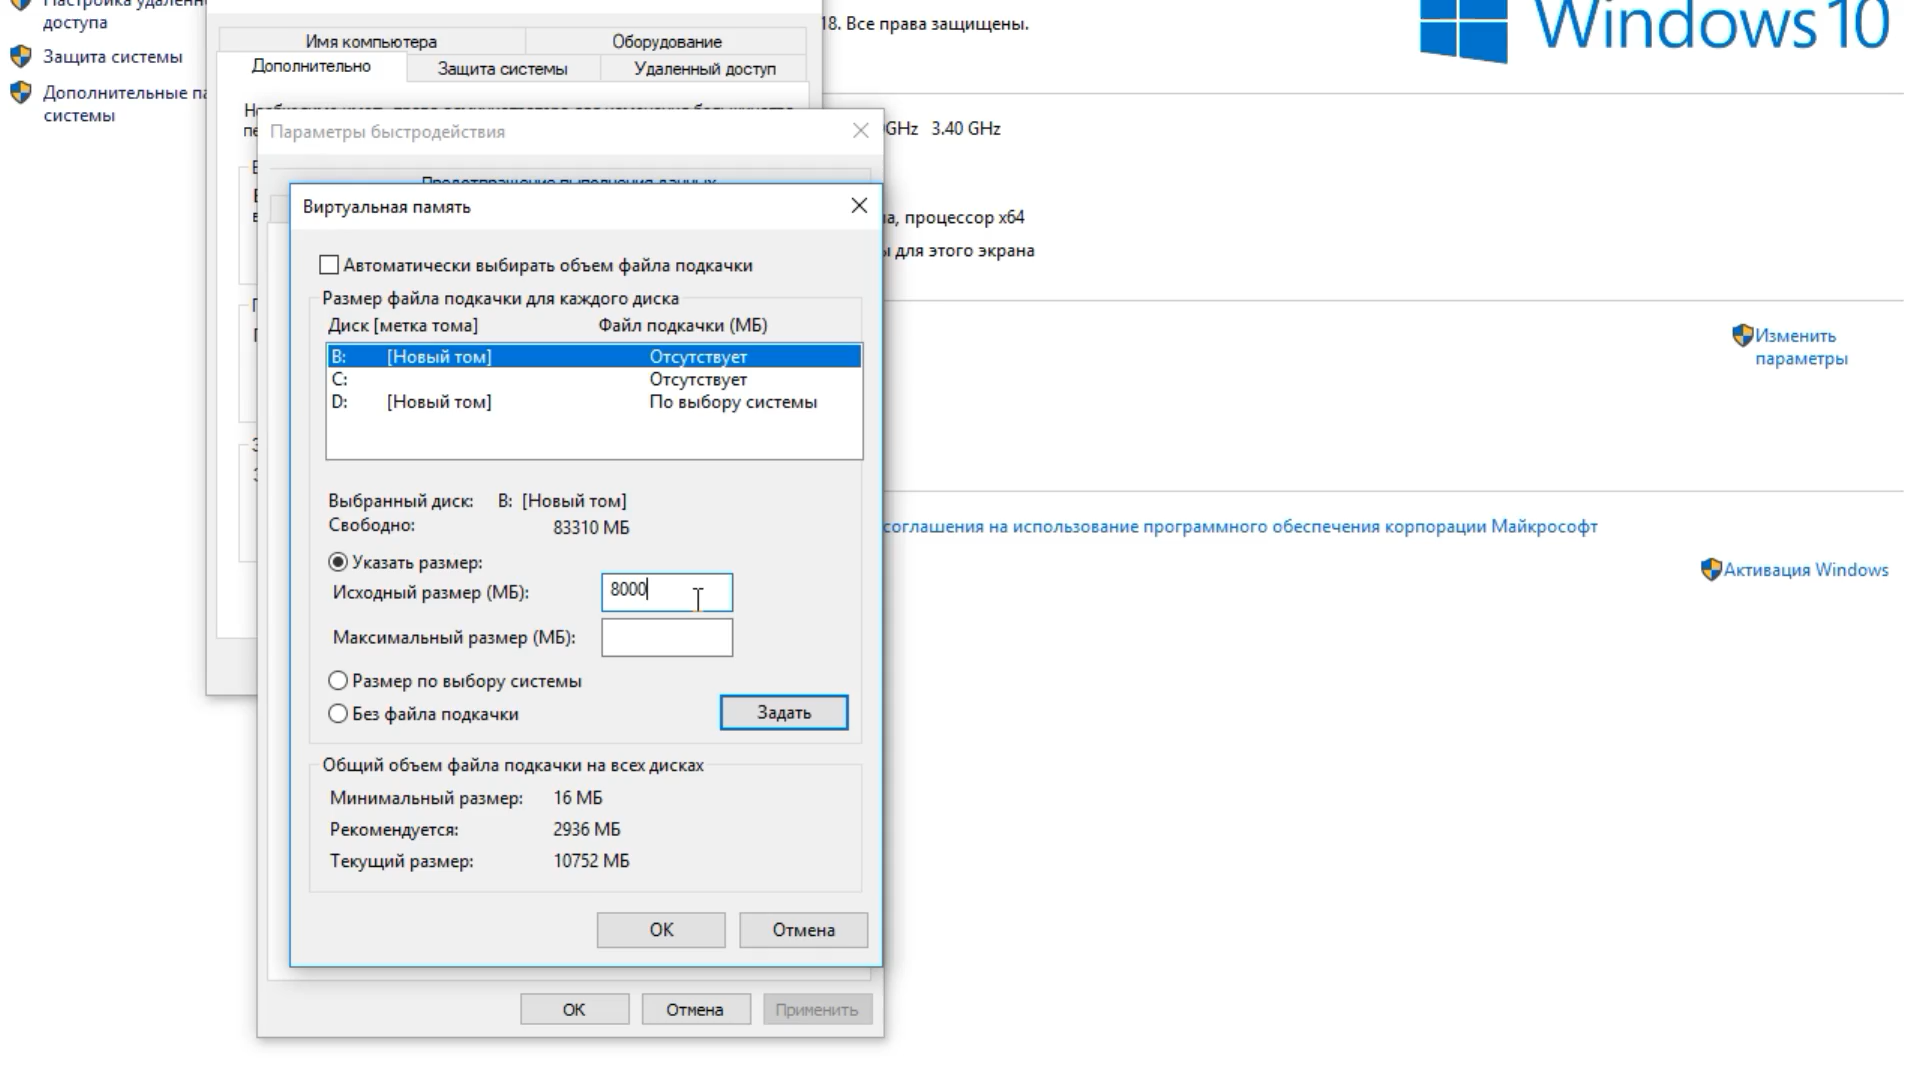 доступа
Защита системы
Дополнительные
системы
Имя компьютера
Оборудование
Дополнительно
Защита системы
Удаленный доступ
18. Все права защищены.
Windows 10
GHz 3.40 GHz
Параметры быстродействия
Предотвращение выполнения данных
Виртуальная память
процессор x64
для этого экрана
Автоматически выбирать объем файла подкачки
Размер файла подкачки для каждого диска
Диск [метка тома] Файл подкачки (МБ)
B: [Новый том] Отсутствует
C: Отсутствует
D: [Новый том] По выбору системы
Изменить
параметры
Выбранный диск: B: [Новый том]
Свободно: 83310 МБ
соглашения на использование программного обеспечения корпорации Майкрософт
Указать размер:
Активация Windows
Исходный размер (МБ): 8000
Максимальный размер (МБ):
Размер по выбору системы
Без файла подкачки
Задать
Общий объем файла подкачки на всех дисках
Минимальный размер: 16 МБ
Рекомендуется: 2936 МБ
Текущий размер: 10752 МБ
ОК
Отмена
ОК
Отмена
Применить